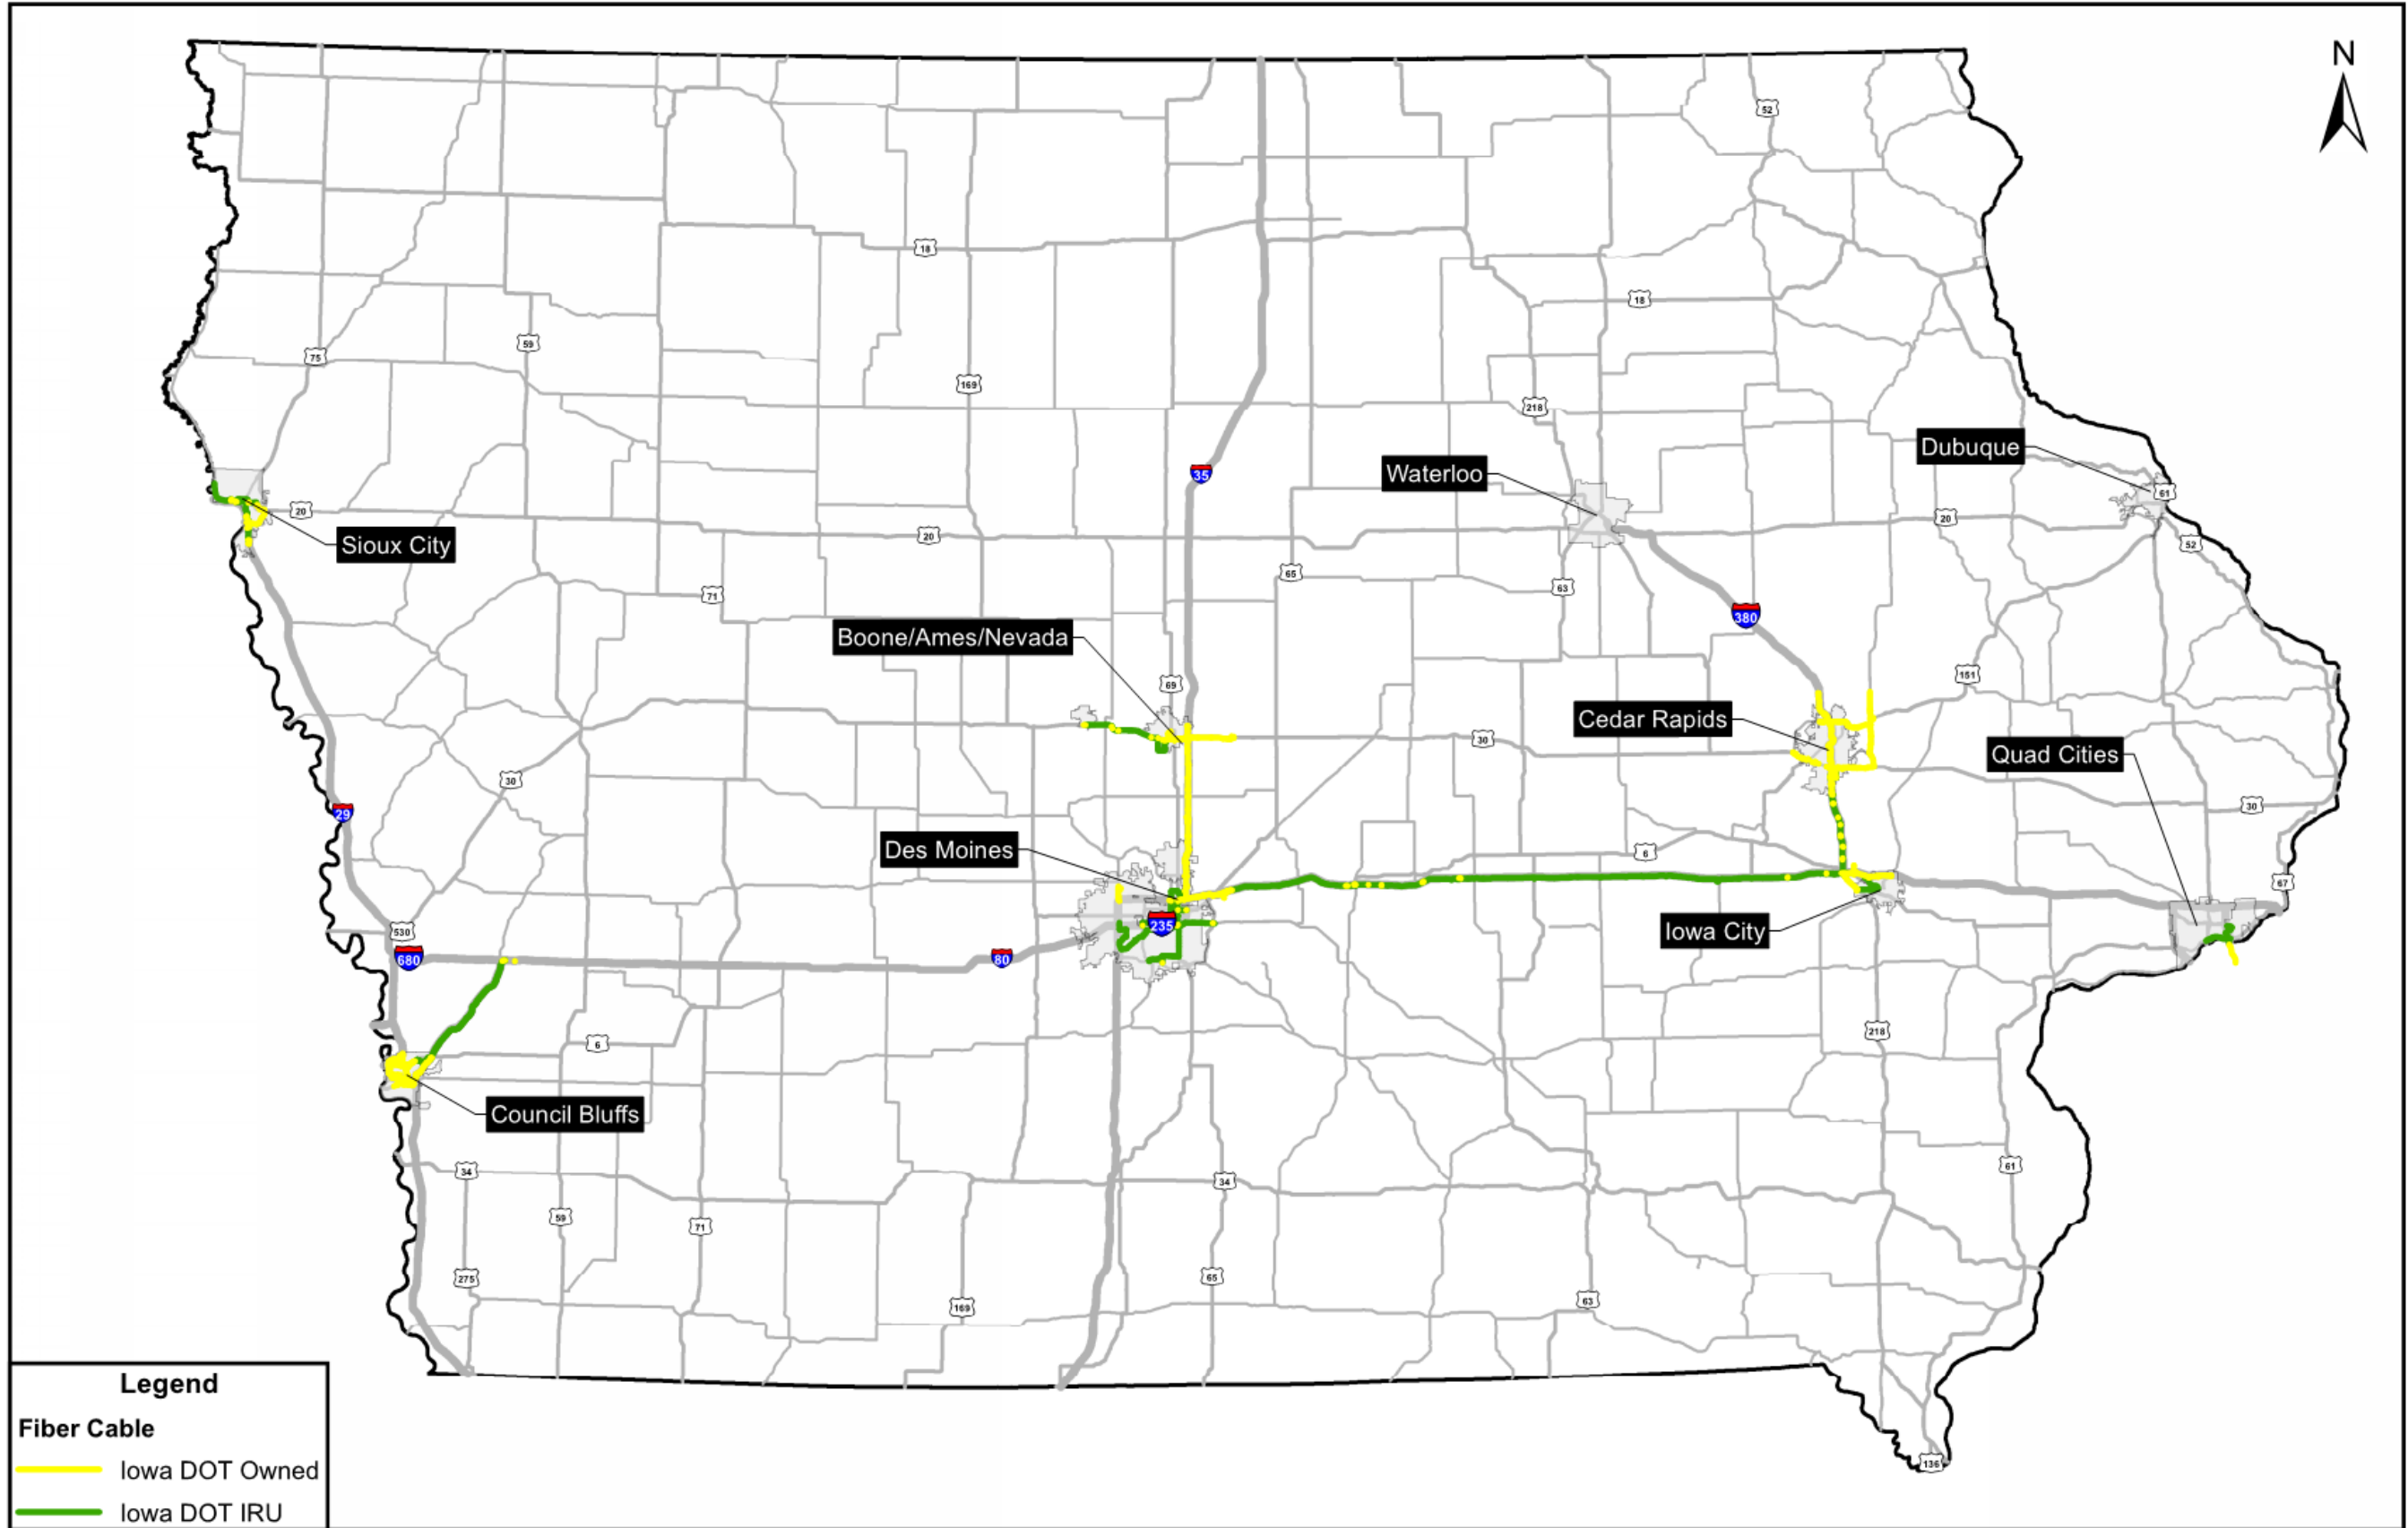 N
52
18
18
75
59
169
218
35
Dubuque
61
Waterloo
20
20
20
52
Sioux City
65
63
71
380
Boone/Ames/Nevada
69
151
Cedar Rapids
30
Quad Cities
30
30
29
Des Moines
6
67
235
Iowa City
530
680
80
218
6
Council Bluffs
34
34
61
59
71
275
65
169
63
136
Legend
Fiber Cable
Iowa DOT Owned
Iowa DOT IRU